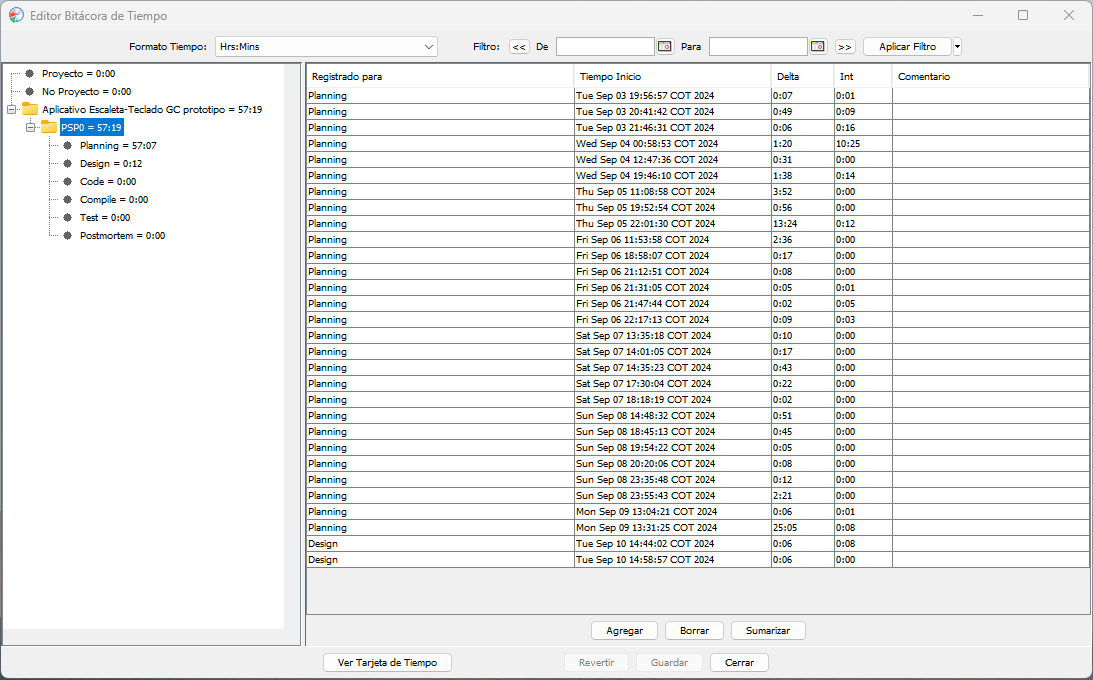 Editor Bitácora de Tiempo
Formato Tiempo: Hrs:Mins Filtro: << De Para >> Aplicar Filtro
Proyecto = 0:00
No Proyecto = 0:00
Aplicativo Escaleta-Teclado GC prototipo = 57:19
PSP0 = 57:19
Planning = 57:07
Design = 0:12
Code = 0:00
Compile = 0:00
Test = 0:00
Postmortem = 0:00
Registrado para Tiempo Inicio Delta Int Comentario
Planning Tue Sep 03 19:56:57 COT 2024 0:07 0:01
Planning Tue Sep 03 20:41:42 COT 2024 0:49 0:09
Planning Tue Sep 03 21:46:31 COT 2024 0:06 0:16
Planning Wed Sep 04 00:58:53 COT 2024 1:20 10:25
Planning Wed Sep 04 12:47:36 COT 2024 0:31 0:00
Planning Wed Sep 04 19:46:10 COT 2024 1:38 0:14
Planning Thu Sep 05 11:08:58 COT 2024 3:52 0:00
Planning Thu Sep 05 19:52:54 COT 2024 0:56 0:00
Planning Thu Sep 05 22:01:30 COT 2024 13:24 0:12
Planning Fri Sep 06 11:53:58 COT 2024 2:36 0:00
Planning Fri Sep 06 18:58:07 COT 2024 0:17 0:00
Planning Fri Sep 06 21:12:51 COT 2024 0:08 0:00
Planning Fri Sep 06 21:31:05 COT 2024 0:05 0:01
Planning Fri Sep 06 21:47:44 COT 2024 0:02 0:05
Planning Fri Sep 06 22:17:13 COT 2024 0:09 0:03
Planning Sat Sep 07 13:35:18 COT 2024 0:10 0:00
Planning Sat Sep 07 14:01:05 COT 2024 0:17 0:00
Planning Sat Sep 07 14:35:23 COT 2024 0:43 0:00
Planning Sat Sep 07 17:30:04 COT 2024 0:22 0:00
Planning Sat Sep 07 18:18:19 COT 2024 0:02 0:00
Planning Sun Sep 08 14:48:32 COT 2024 0:51 0:00
Planning Sun Sep 08 18:45:13 COT 2024 0:45 0:00
Planning Sun Sep 08 19:54:22 COT 2024 0:05 0:00
Planning Sun Sep 08 20:20:06 COT 2024 0:08 0:00
Planning Sun Sep 08 23:35:48 COT 2024 0:12 0:00
Planning Sun Sep 08 23:55:43 COT 2024 2:21 0:00
Planning Mon Sep 09 13:04:21 COT 2024 0:06 0:01
Planning Mon Sep 09 13:31:25 COT 2024 25:05 0:08
Design Tue Sep 10 14:44:02 COT 2024 0:06 0:08
Design Tue Sep 10 14:58:57 COT 2024 0:06 0:00
Agregar Borrar Sumarizar
Ver Tarjeta de Tiempo Revertir Guardar Cerrar